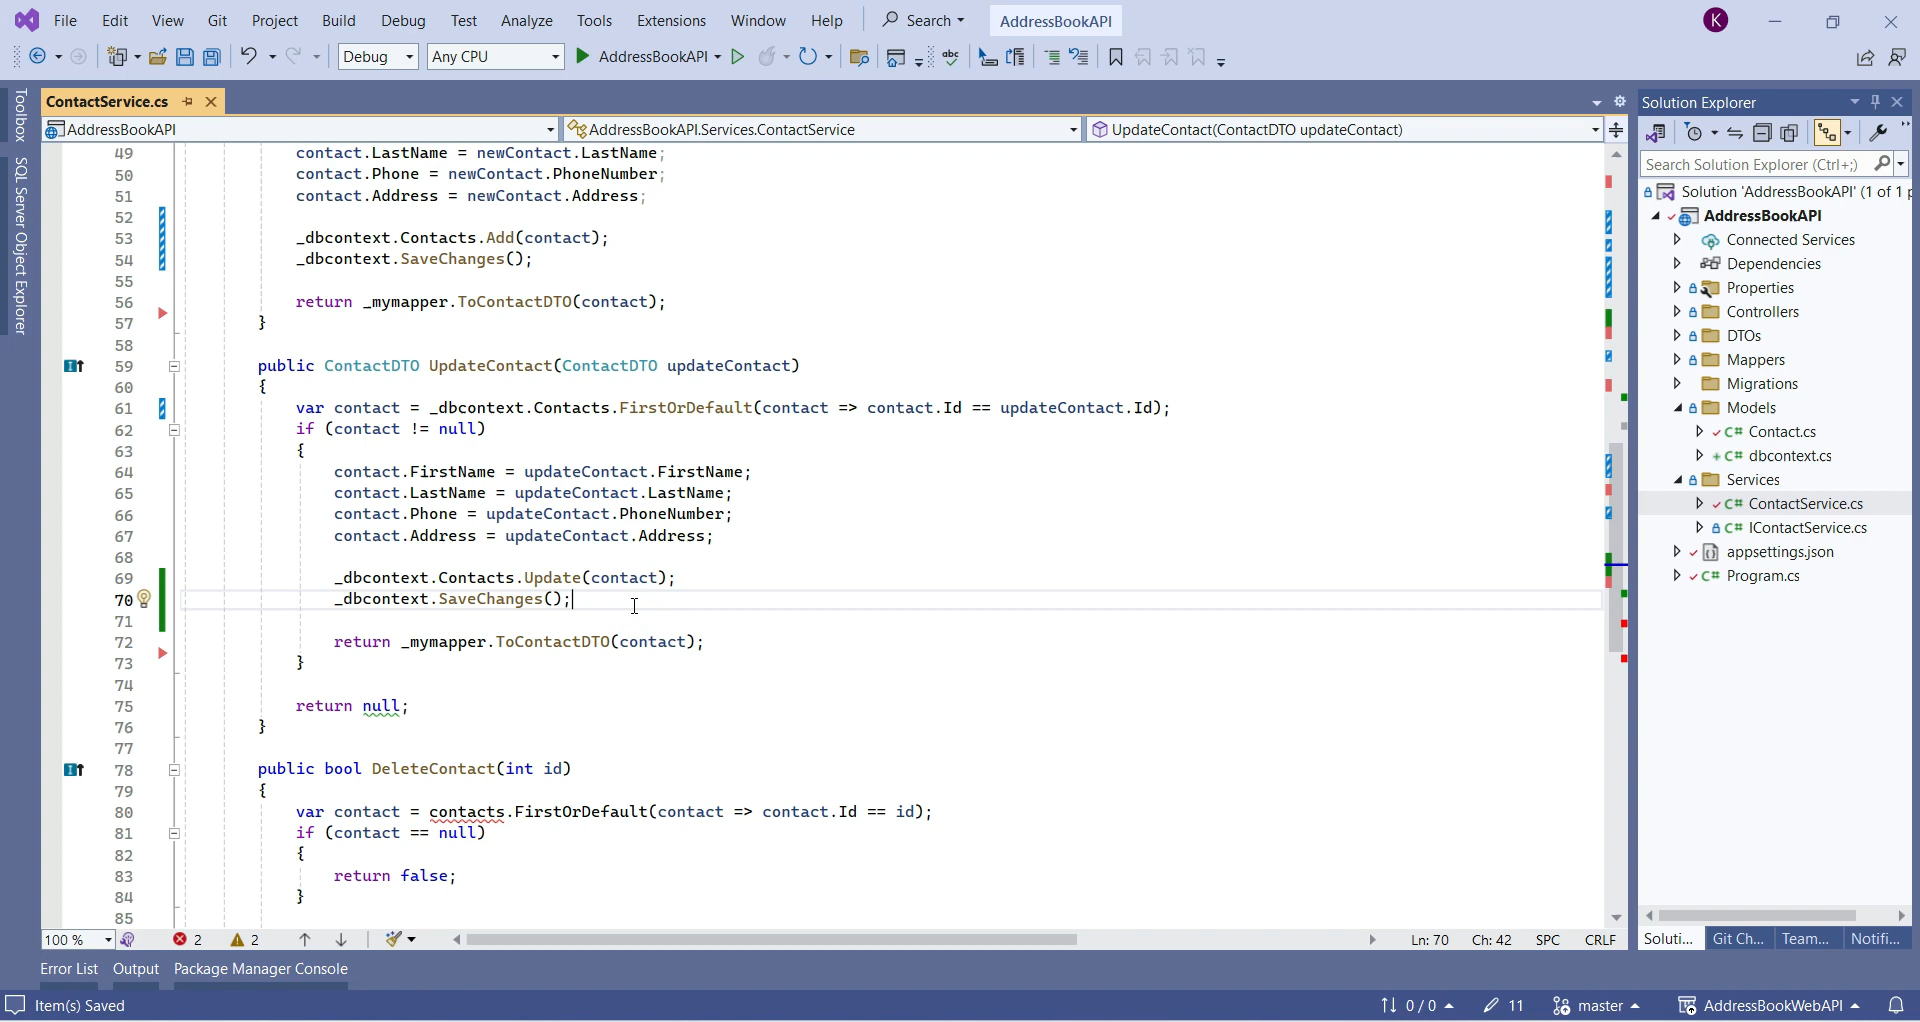 File Edit View Git Project Build Debug Test Analyze Tools Extensions Window Help Search AddressBookAPI K
Debug Any CPU AddressBookAPI abc
Toolbox
SQL Server Object Explorer
ContactService.cs
AddressBookAPI AddressBookAPI.Services.ContactService UpdateContact(ContactDTO updateContact)
49 contact.LastName = newContact.LastName;
50 contact.Phone = newContact.PhoneNumber;
51 contact.Address = newContact.Address;
52
53 _dbcontext.Contacts.Add(contact);
54 _dbcontext.SaveChanges();
55
56 return _mymapper.ToContactDTO(contact);
57 }
58
59 public ContactDTO UpdateContact(ContactDTO updateContact)
60 {
61 var contact = _dbcontext.Contacts.FirstOrDefault(contact => contact.Id == updateContact.Id);
62 if (contact != null)
63 {
64 contact.FirstName = updateContact.FirstName;
65 contact.LastName = updateContact.LastName;
66 contact.Phone = updateContact.PhoneNumber;
67 contact.Address = updateContact.Address;
68
69 _dbcontext.Contacts.Update(contact);
70 _dbcontext.SaveChanges();
71
72 return _mymapper.ToContactDTO(contact);
73 }
74
75 return null;
76 }
77
78 public bool DeleteContact(int id)
79 {
80 var contact = contacts.FirstOrDefault(contact => contact.Id == id);
81 if (contact == null)
82 {
83 return false;
84 }
85
100 % 2 2 Ln: 70 Ch: 42 SPC CRLF
Solution Explorer
Search Solution Explorer (Ctrl+;)
Solution 'AddressBookAPI' (1 of 1 p
AddressBookAPI
Connected Services
Dependencies
Properties
Controllers
DTOs
Mappers
Migrations
Models
C# Contact.cs
C# dbcontext.cs
Services
C# ContactService.cs
C# IContactService.cs
appsettings.json
C# Program.cs
Soluti... Git Ch... Team... Notifi...
Error List Output Package Manager Console
Item(s) Saved 0 / 0 11 master AddressBookWebAPI